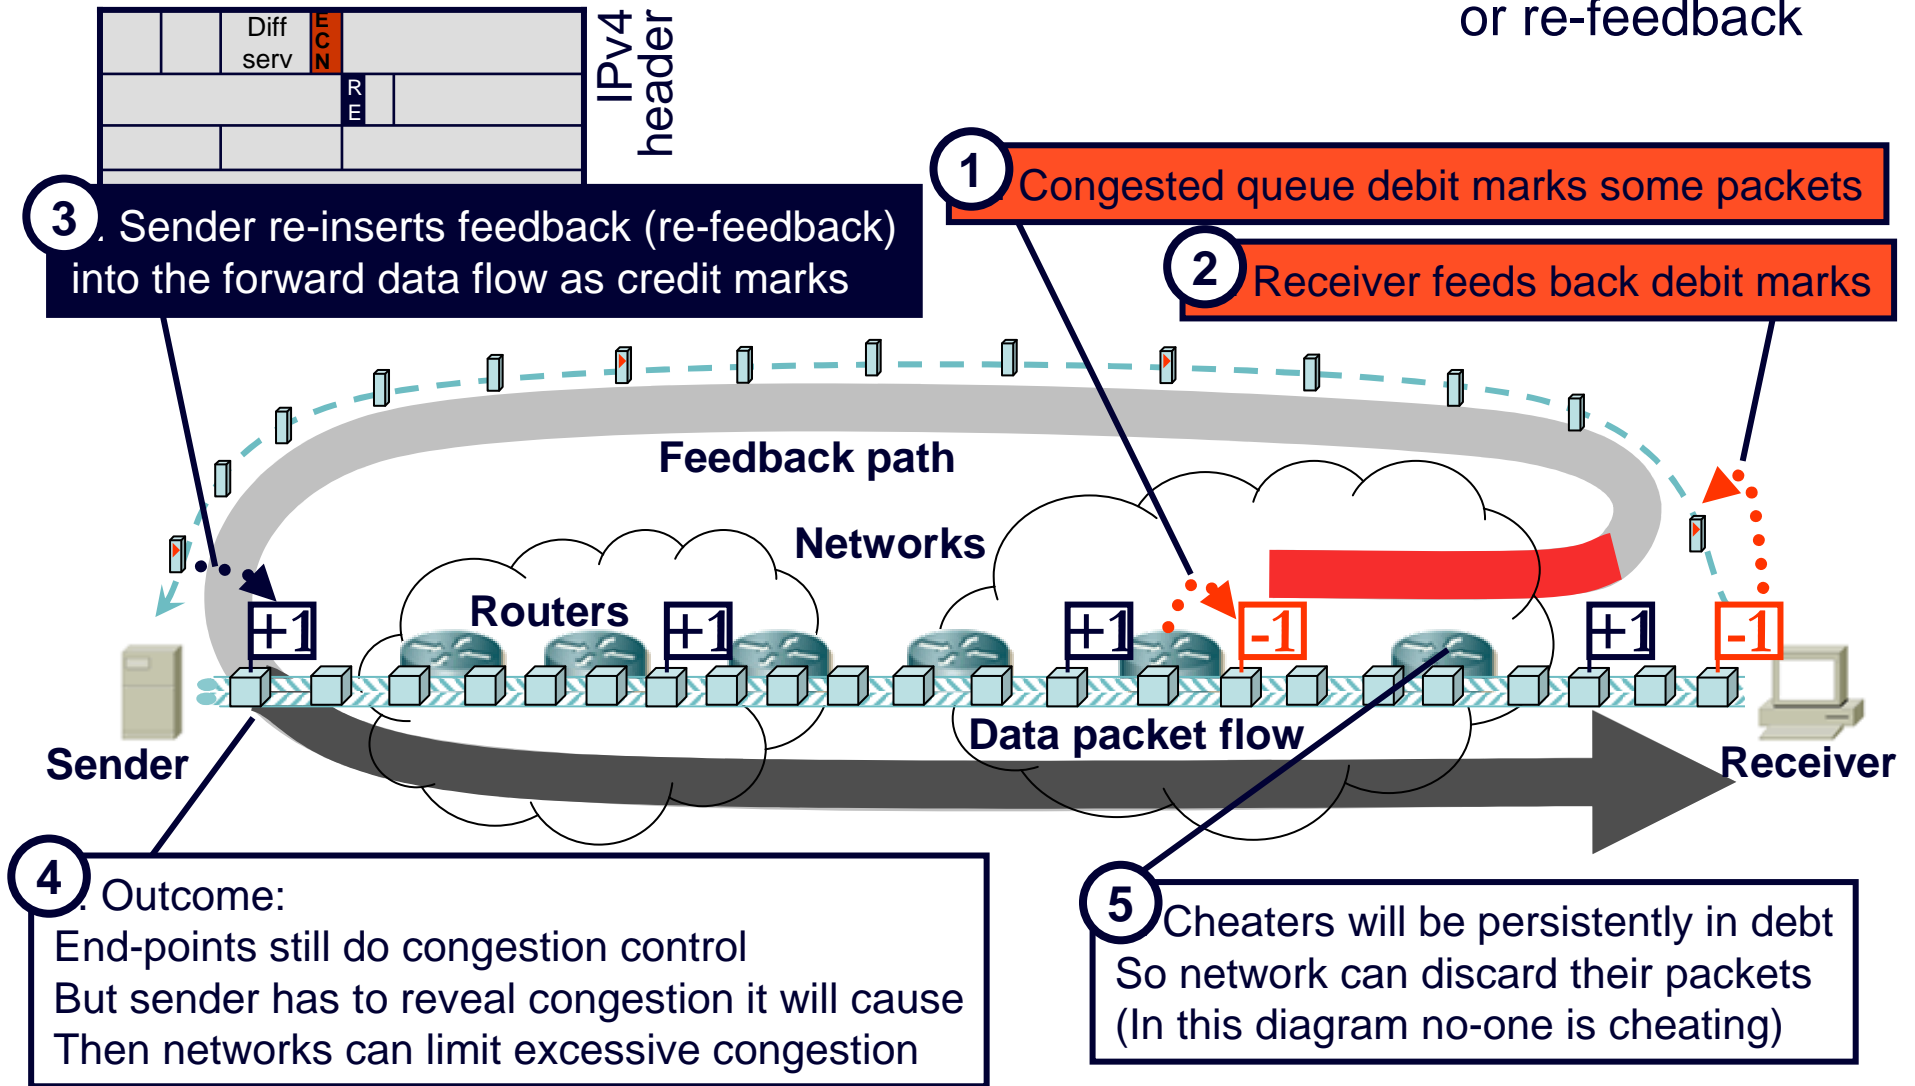 or re-feedback
Diff
serv
E
C
N
R
E
IPv4
header
1 Congested queue debit marks some packets
2 Receiver feeds back debit marks
3. Sender re-inserts feedback (re-feedback)
into the forward data flow as credit marks
Feedback path
Networks
Routers
+1
+1
+1
-1
+1
-1
Data packet flow
Sender
Receiver
4. Outcome:
End-points still do congestion control
But sender has to reveal congestion it will cause
Then networks can limit excessive congestion
5 Cheaters will be persistently in debt
So network can discard their packets
(In this diagram no-one is cheating)